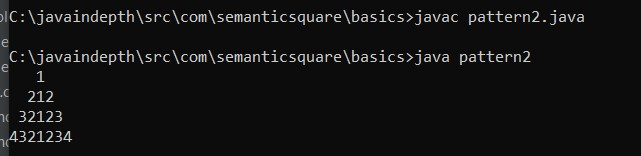 C:\javaindepth\src\com\semanticsquare\basics>javac pattern2.java
C:\javaindepth\src\com\semanticsquare\basics>java pattern2
   1
  212
 32123
4321234